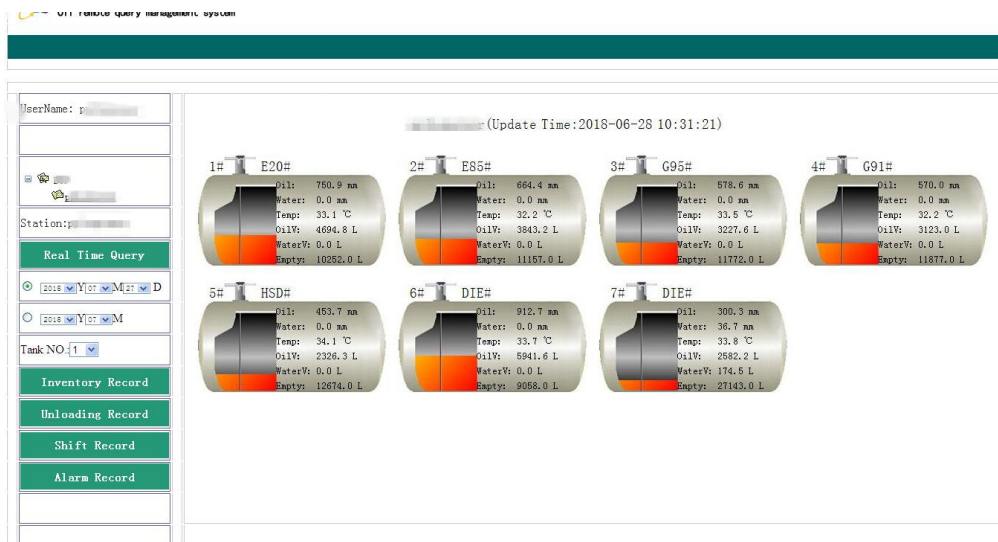 Oil remote query management system
UserName: p
(Update Time:2018-06-28 10:31:21)
1# E20#
Oil: 750.9 mm
Water: 0.0 mm
Temp: 33.1 ℃
OilV: 4694.8 L
WaterV: 0.0 L
Empty: 10252.0 L
2# E85#
Oil: 664.4 mm
Water: 0.0 mm
Temp: 32.2 ℃
OilV: 3843.2 L
WaterV: 0.0 L
Empty: 11157.0 L
3# G95#
Oil: 578.6 mm
Water: 0.0 mm
Temp: 33.5 ℃
OilV: 3227.6 L
WaterV: 0.0 L
Empty: 11772.0 L
4# G91#
Oil: 570.0 mm
Water: 0.0 mm
Temp: 32.2 ℃
OilV: 3123.0 L
WaterV: 0.0 L
Empty: 11877.0 L
5# HSD#
Oil: 453.7 mm
Water: 0.0 mm
Temp: 34.1 ℃
OilV: 2326.3 L
WaterV: 0.0 L
Empty: 12674.0 L
6# DIE#
Oil: 912.7 mm
Water: 0.0 mm
Temp: 33.7 ℃
OilV: 5941.6 L
WaterV: 0.0 L
Empty: 9058.0 L
7# DIE#
Oil: 300.3 mm
Water: 36.7 mm
Temp: 33.8 ℃
OilV: 2582.2 L
WaterV: 174.5 L
Empty: 27143.0 L
Station:p
Real Time Query
2018 Y 07 M 27 D
2018 Y 07 M
Tank NO.: 1
Inventory Record
Unloading Record
Shift Record
Alarm Record